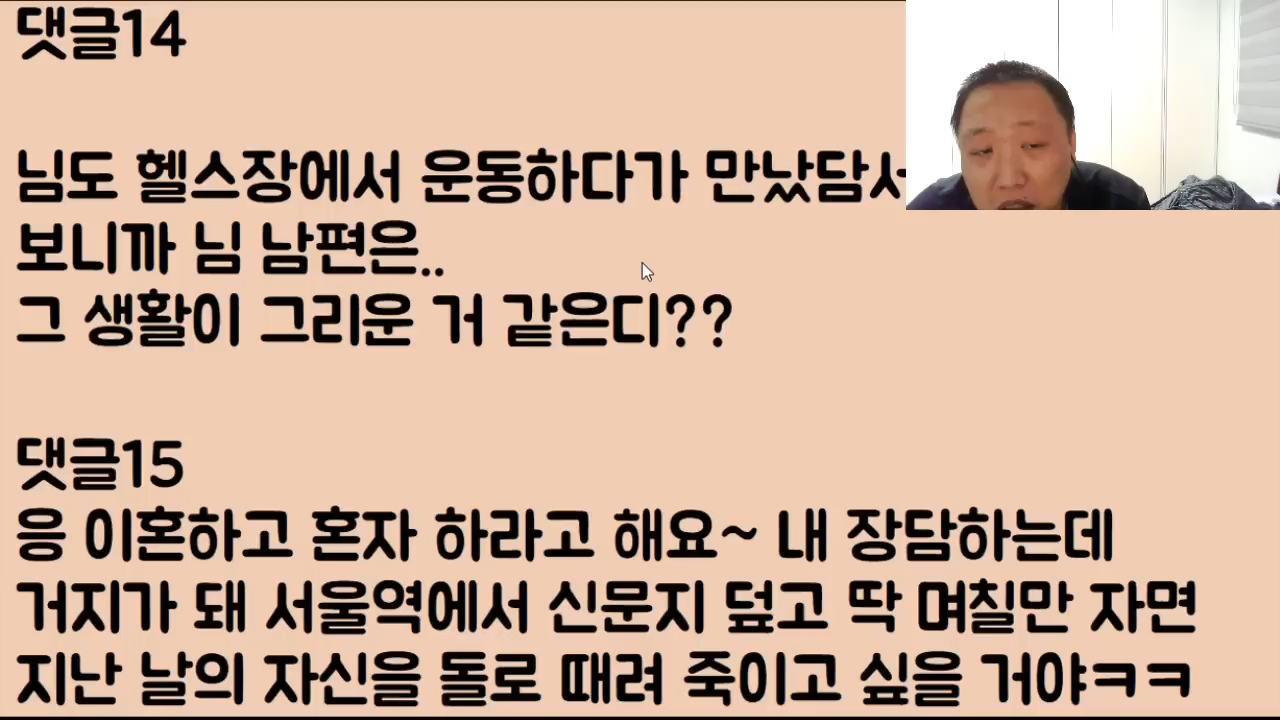 댓글14
님도 헬스장에서 운동하다가 만났담서
보니까 님 남편은..
그 생활이 그리운 거 같은디??
댓글15
응 이혼하고 혼자 하라고 해요~ 내 장담하는데
거지가 돼 서울역에서 신문지 덮고 딱 며칠만 자면
지난 날의 자신을 돌로 때려 죽이고 싶을 거야ㅋㅋ